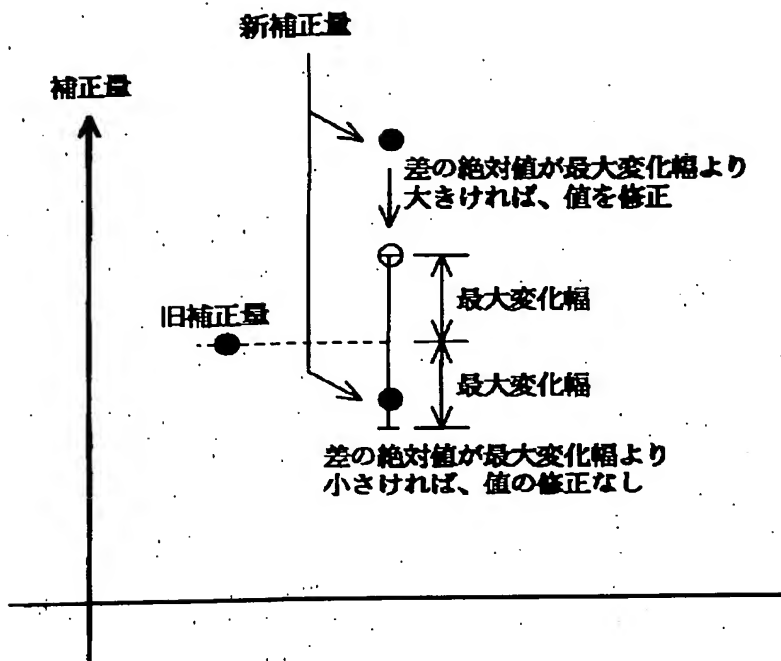 新補正量
補正量
差の絶対値が最大変化幅より
大きければ、値を修正
最大変化幅
旧補正量
最大変化幅
差の絶対値が最大変化幅より
小さければ、値の修正なし